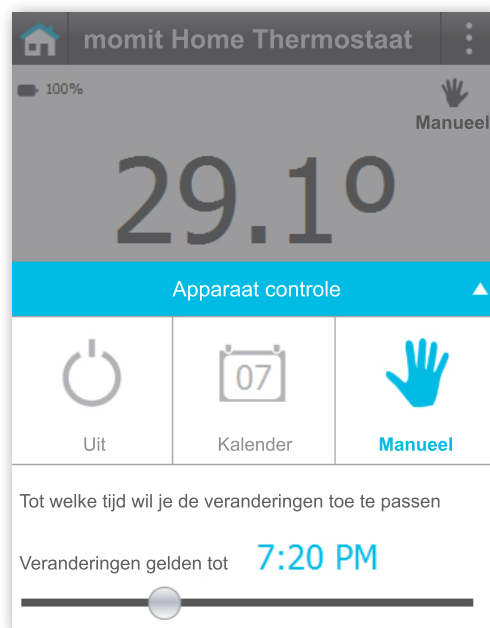 momit Home Thermostaat
100%
Manueel
29.1º
Apparaat controle
07
Uit Kalender Manueel
Tot welke tijd wil je de veranderingen toe te passen
Veranderingen gelden tot 7:20 PM